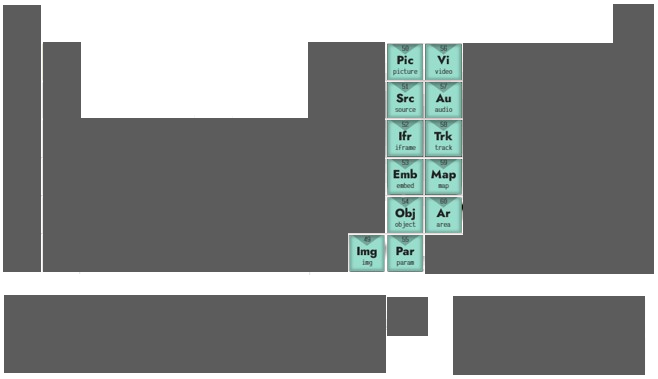 50 56
Pic Vi
picture video
51 57
Src Au
source audio
52 58
Ifr Trk
iframe track
53 59
Emb Map
embed map
54 60
Obj Ar
object area
49 55
Img Par
img param